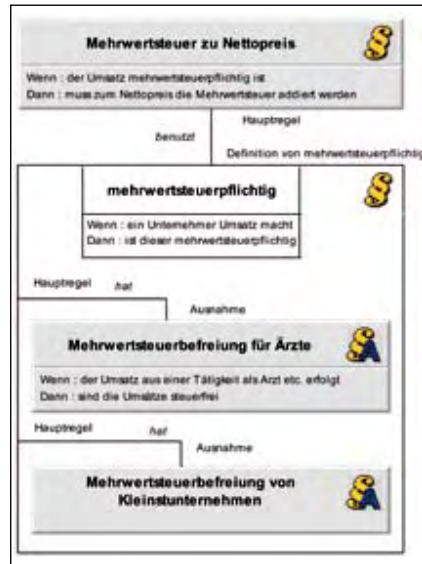 Mehrwertsteuer zu Nettopreis
Wenn : der Umsatz mehrwertsteuerpflichtig ist
Dann : muss zum Nettopreis die Mehrwertsteuer addiert werden
Hauptregel
benutzt
Definition von mehrwertsteuerpflichtig
mehrwertsteuerpflichtig
Wenn : ein Unternehmer Umsatz macht
Dann : ist dieser mehrwertsteuerpflichtig
Hauptregel hat
Ausnahme
Mehrwertsteuerbefreiung für Ärzte
Wenn : der Umsatz aus einer Tätigkeit als Arzt etc. erfolgt
Dann : sind die Umsätze steuerfrei
Hauptregel hat
Ausnahme
Mehrwertsteuerbefreiung von
Kleinstunternehmen